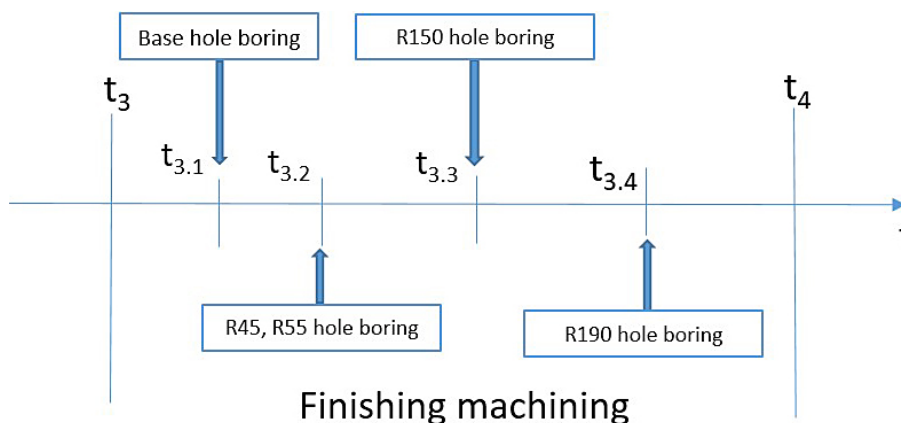 Base hole boring
R150 hole boring
t3
t4
t3.1
t3.2
t3.3
t3.4
R45, R55 hole boring
R190 hole boring
Finishing machining